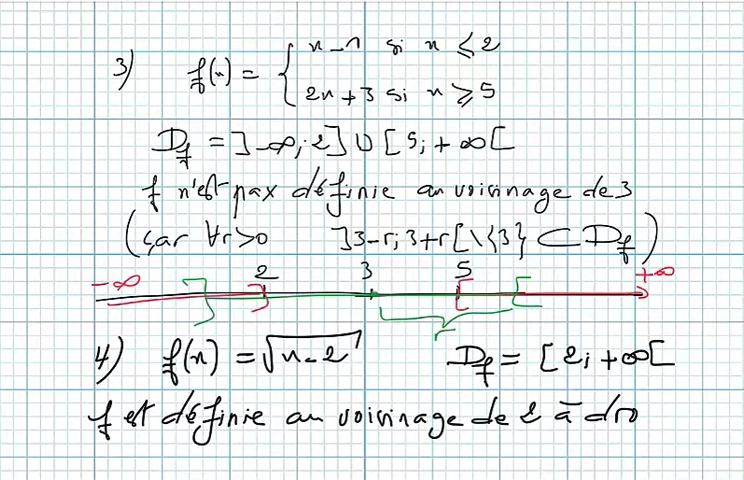 3) f(x) = { x-1 si x ≤ 2
2x+3 si x ≥ 5
Df = ]-∞; 2] ∪ [5; +∞[
f n'est pax définie au voisinage de 3
(car ∀r>0 ]3-r; 3+r[ \ {3} ⊂ Df)
-∞ 2 3 5 +∞
r
4) f(x) = √x-2 Df = [2; +∞[
f est définie au voisinage de 2 à dro